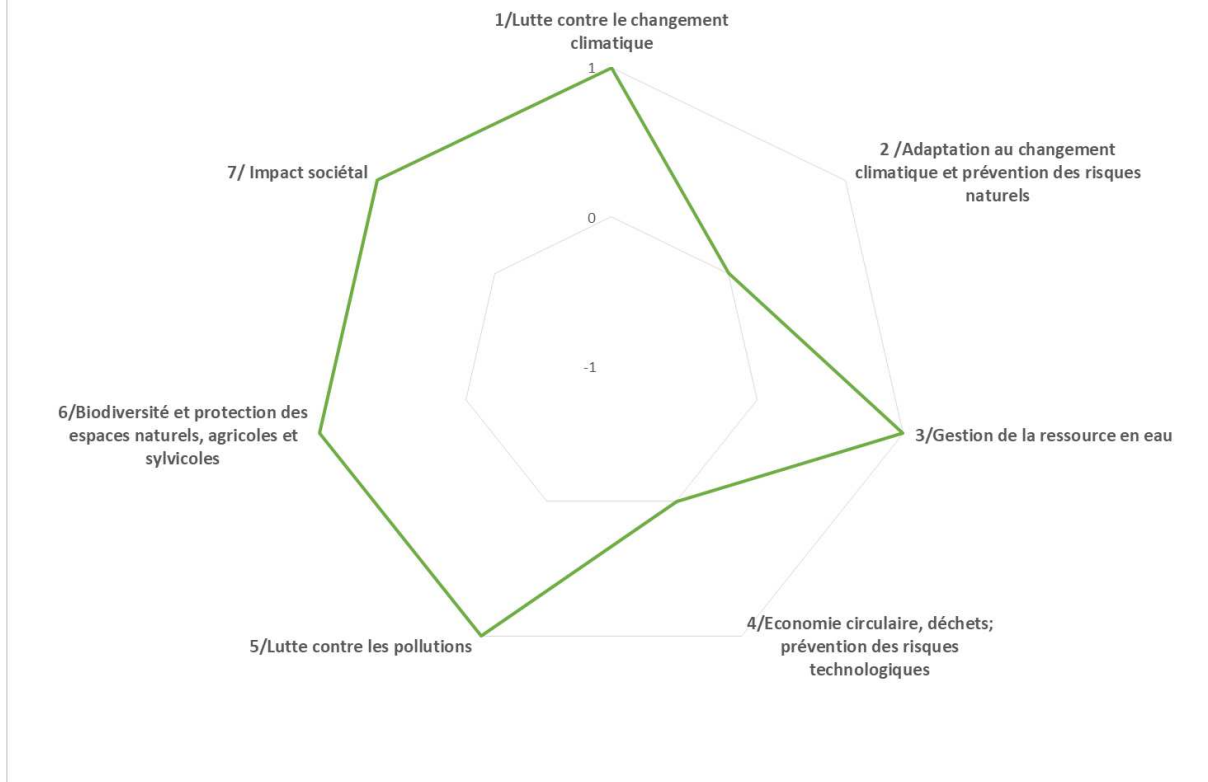 1/Lutte contre le changement
climatique
1
2 /Adaptation au changement
climatique et prévention des risques
naturels
7/ Impact sociétal
0
-1
6/Biodiversité et protection des
espaces naturels, agricoles et
sylvicoles
3/Gestion de la ressource en eau
4/Economie circulaire, déchets;
prévention des risques
technologiques
5/Lutte contre les pollutions